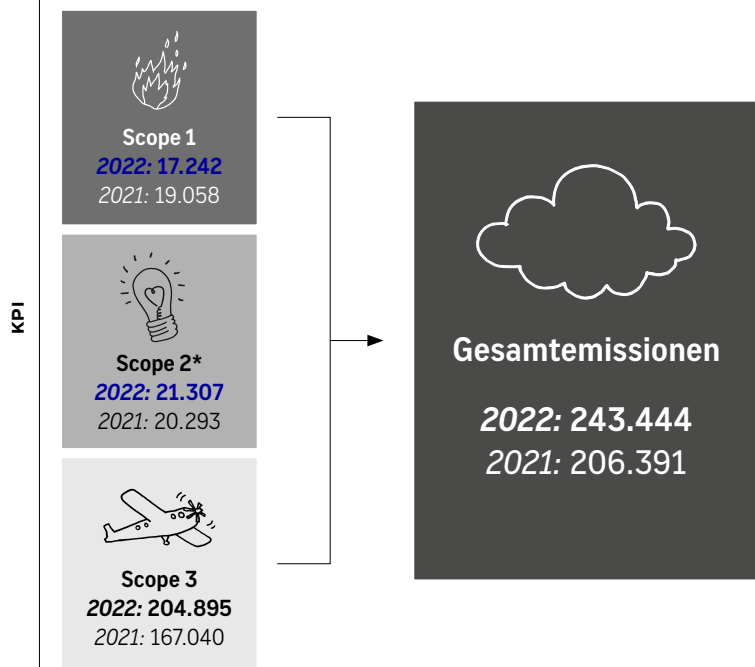 KPI
Scope 1
2022: 17.242
2021: 19.058
Scope 2*
2022: 21.307
2021: 20.293
Scope 3
2022: 204.895
2021: 167.040
Gesamtemissionen
2022: 243.444
2021: 206.391